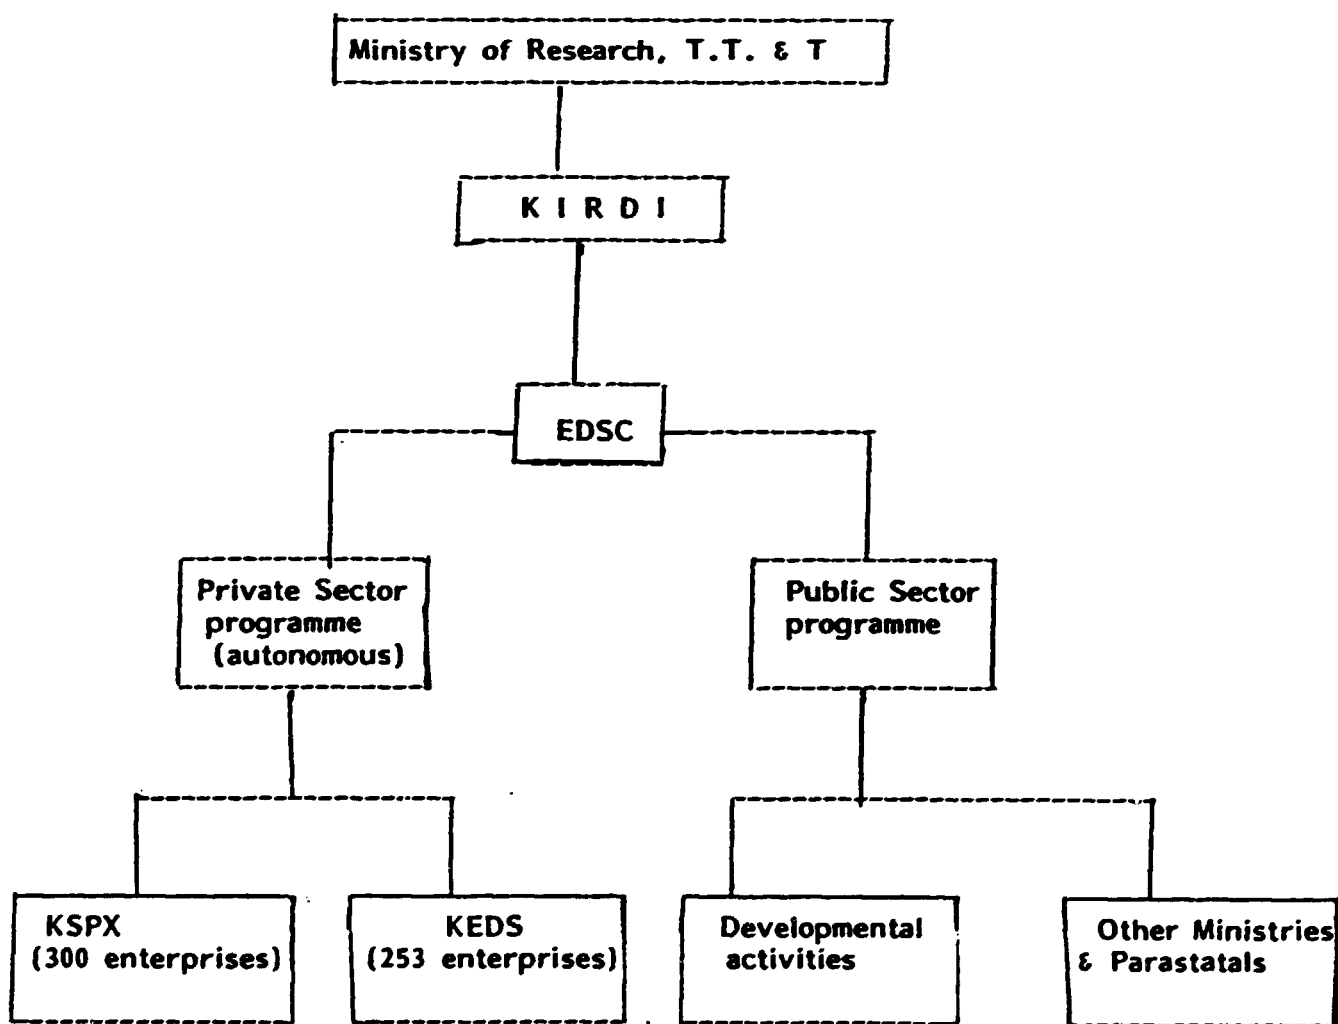 Ministry of Research, T.T. & T
K I R D I
EDSC
Private Sector
programme
(autonomous)
Public Sector
programme
KSPX
(300 enterprises)
KEDS
(253 enterprises)
Developmental
activities
Other Ministries
& Parastatals